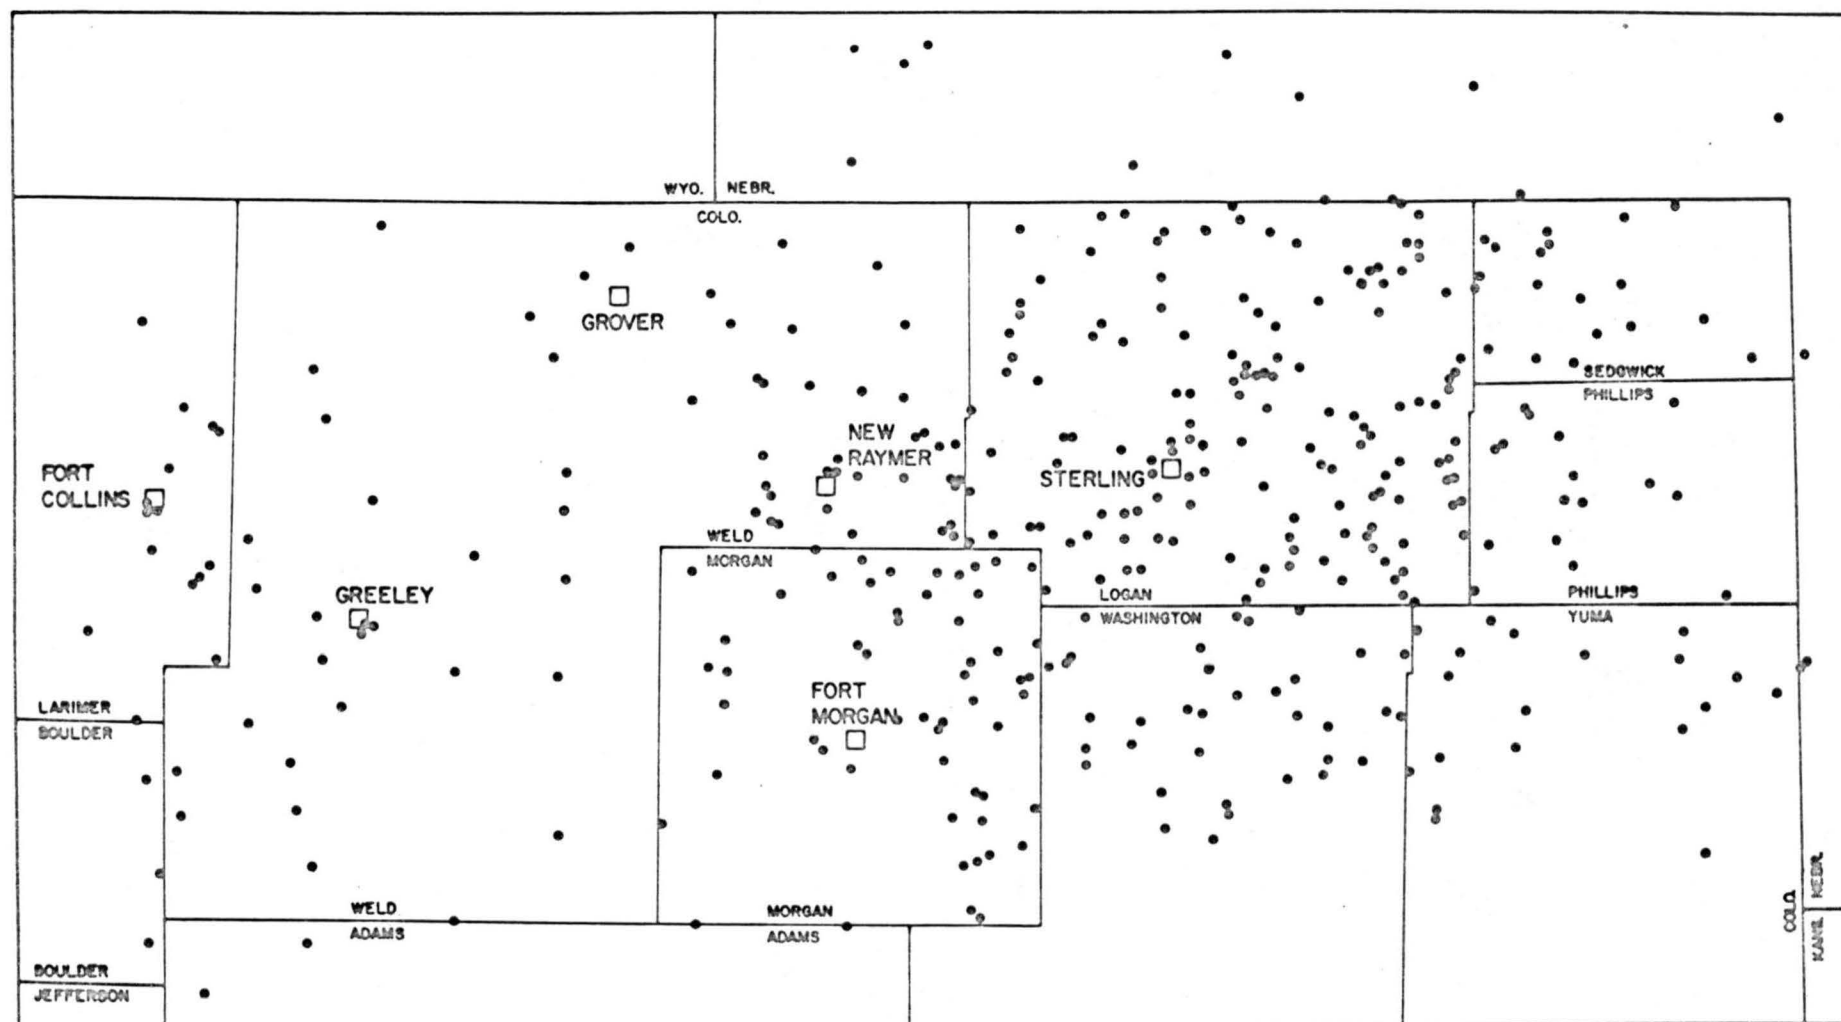 WYO. NEBR.
COLO.
GROVER
SEDGWICK
PHILLIPS
NEW
RAYMER
FORT
COLLINS
STERLING
WELD
MORGAN
GREELEY
LOGAN
WASHINGTON
PHILLIPS
YUMA
FORT
MORGAN
LARIMER
BOULDER
COLO.
NEBR.
KANS.
WELD
ADAMS
MORGAN
ADAMS
BOULDER
JEFFERSON